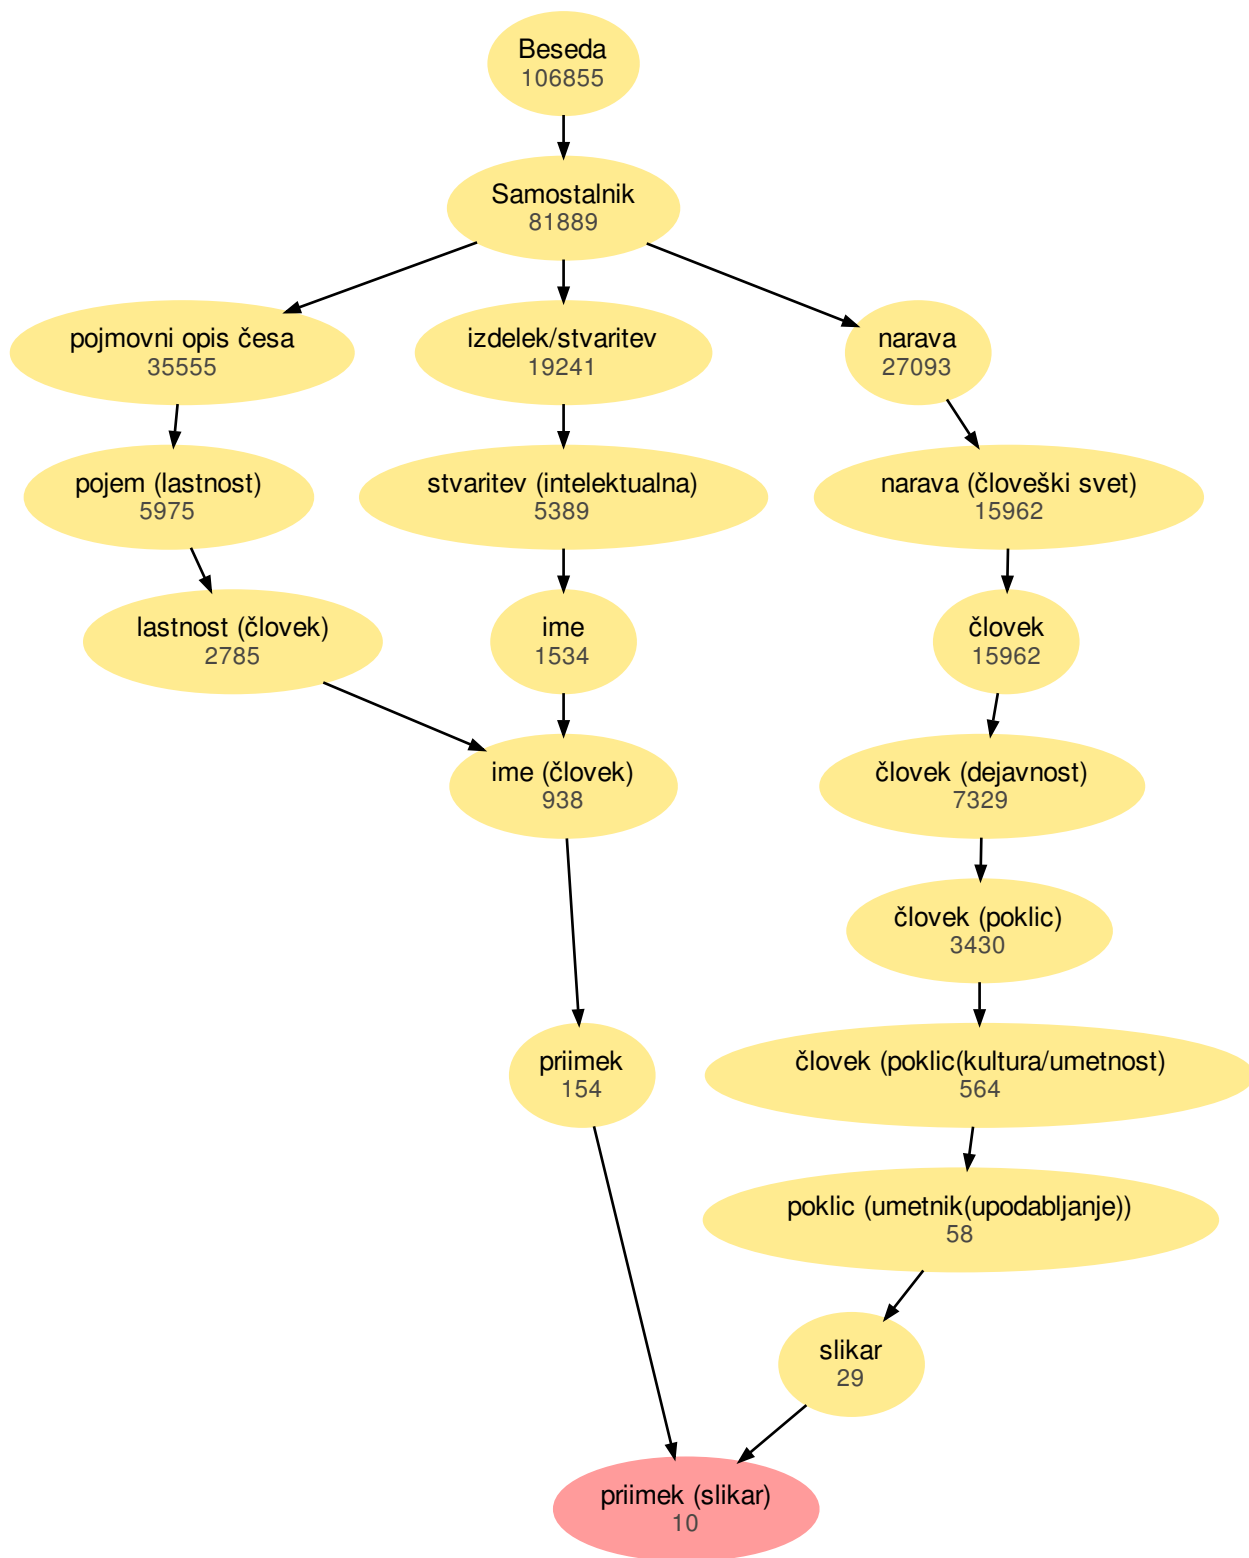 Beseda
106855
Samostalnik
81889
pojmovni opis česa
35555
izdelek/stvaritev
19241
narava
27093
pojem (lastnost)
5975
stvaritev (intelektualna)
5389
narava (človeški svet)
15962
lastnost (človek)
2785
ime
1534
človek
15962
ime (človek)
938
človek (dejavnost)
7329
človek (poklic)
3430
priimek
154
človek (poklic(kultura/umetnost)
564
poklic (umetnik(upodabljanje))
58
slikar
29
priimek (slikar)
10